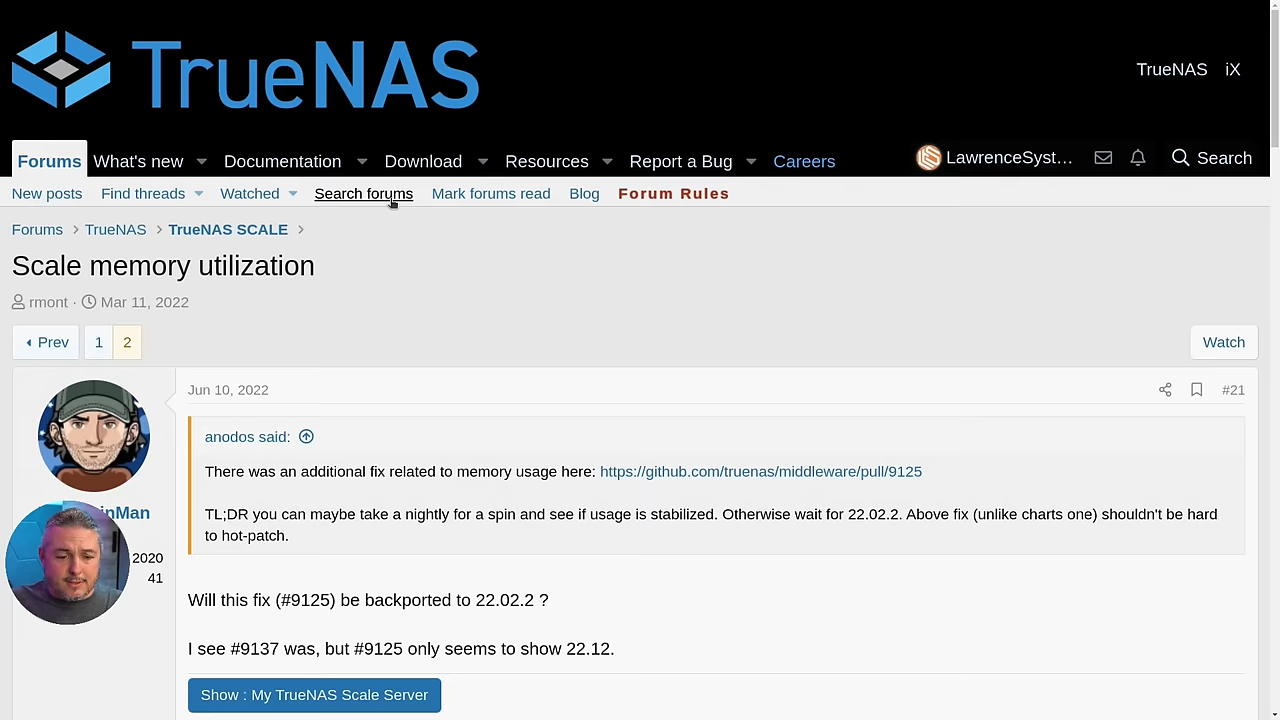 TrueNAS
TrueNAS iX
Forums What's new Documentation Download Resources Report a Bug Careers LawrenceSyst... Search
New posts Find threads Watched Search forums Mark forums read Blog Forum Rules
Forums TrueNAS TrueNAS SCALE
Scale memory utilization
rmont · Mar 11, 2022
Prev 1 2 Watch
Jun 10, 2022 #21
anodos said:
There was an additional fix related to memory usage here: https://github.com/truenas/middleware/pull/9125
TL;DR you can maybe take a nightly for a spin and see if usage is stabilized. Otherwise wait for 22.02.2. Above fix (unlike charts one) shouldn't be hard
to hot-patch.
2020
41
Will this fix (#9125) be backported to 22.02.2 ?
I see #9137 was, but #9125 only seems to show 22.12.
Show : My TrueNAS Scale Server